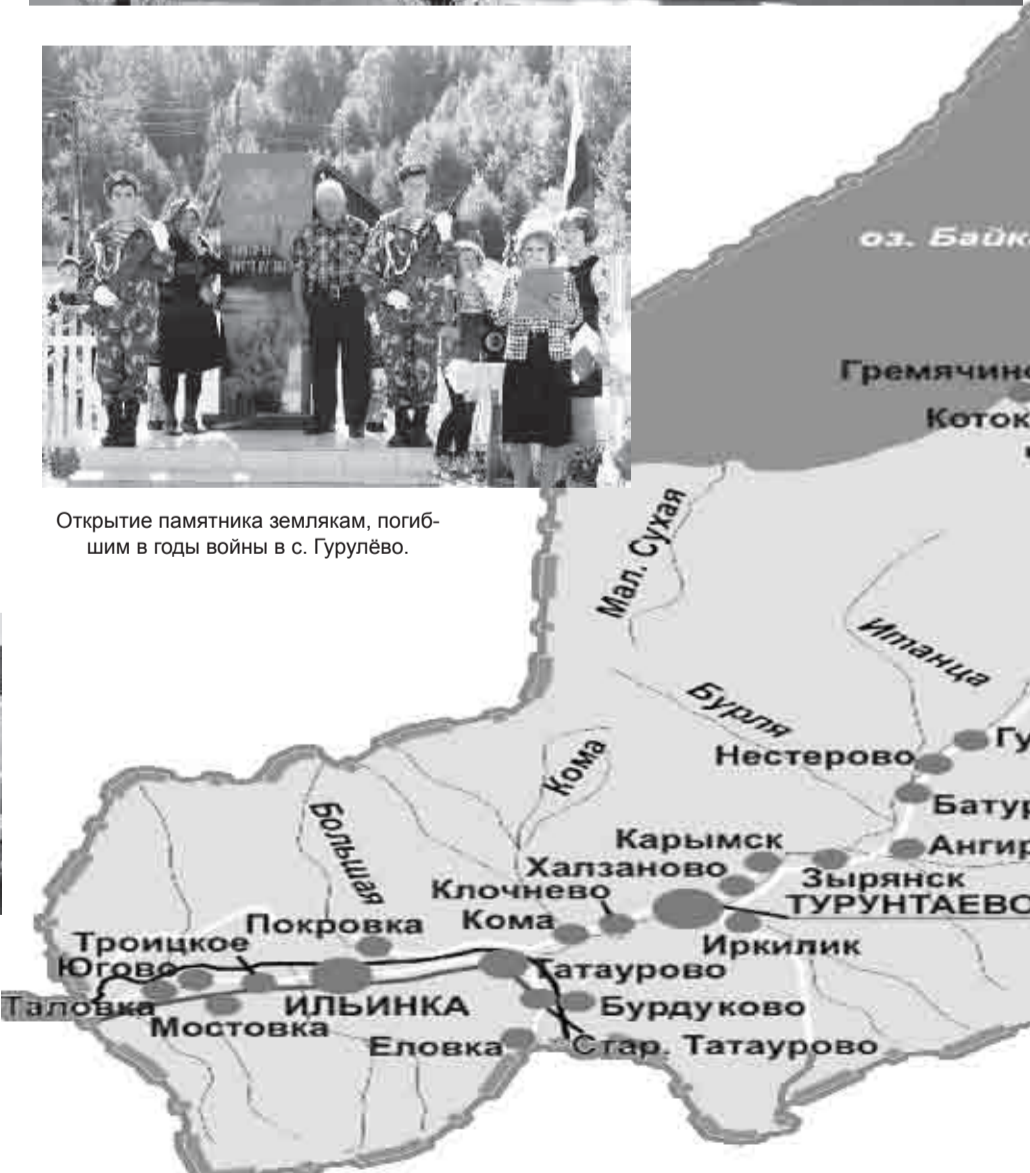 Открытие памятника землякам, погиб-
шим в годы войны в с. Гурулёво.
оз. Байк
Гремячинс
Коток
Мал. Сухая
Итанца
Бурля
Гу
Нестерово
Кома
Батур
Большая
Карымск
Ангир
Халзаново
Зырянск
Клочнево
ТУРУНТАЕВО
Покровка
Кома
Иркилик
Троицкое
Югово
Татаурово
Таловка
ИЛЬИНКА
Бурдуково
Мостовка
Еловка
Стар. Татаурово